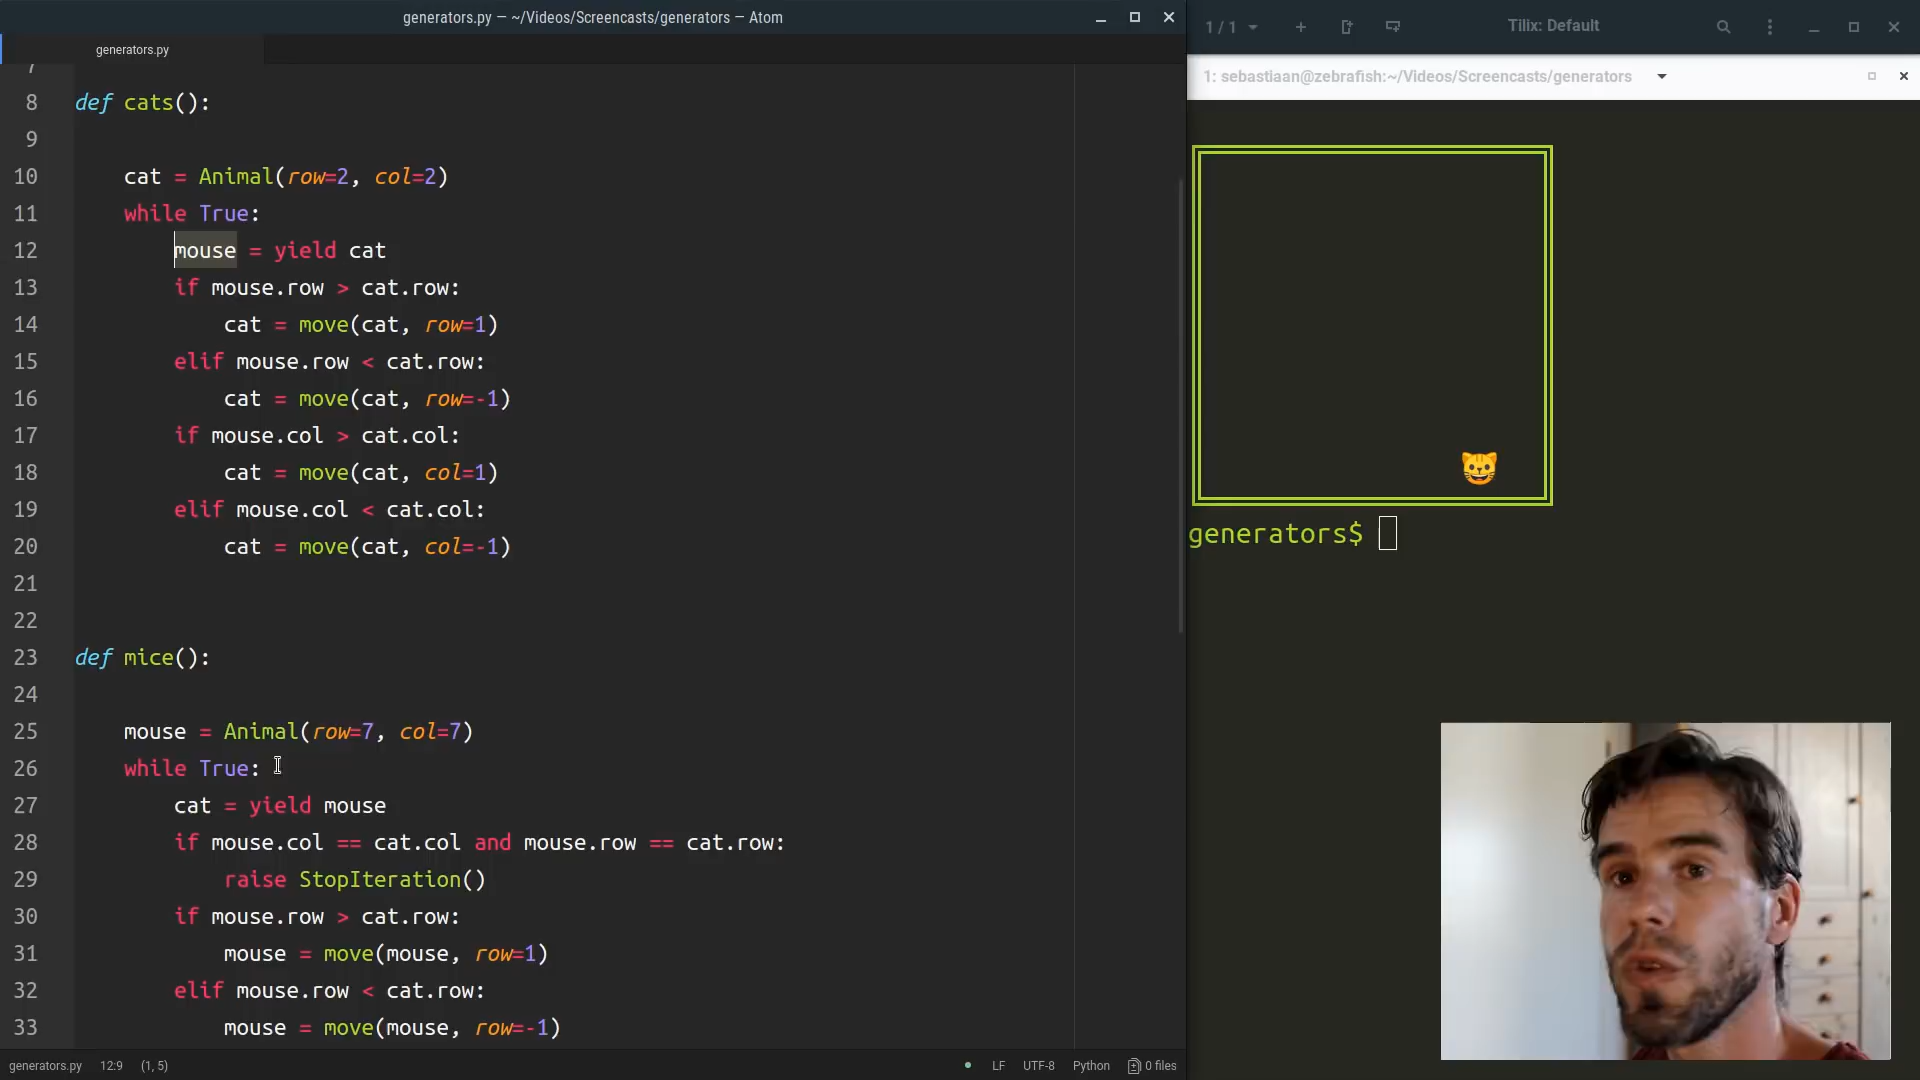 generators.py — ~/Videos/Screencasts/generators — Atom
generators.py
7
8 def cats():
9
10 cat = Animal(row=2, col=2)
11 while True:
12 mouse = yield cat
13 if mouse.row > cat.row:
14 cat = move(cat, row=1)
15 elif mouse.row < cat.row:
16 cat = move(cat, row=-1)
17 if mouse.col > cat.col:
18 cat = move(cat, col=1)
19 elif mouse.col < cat.col:
20 cat = move(cat, col=-1)
21
22
23 def mice():
24
25 mouse = Animal(row=7, col=7)
26 while True:
27 cat = yield mouse
28 if mouse.col == cat.col and mouse.row == cat.row:
29 raise StopIteration()
30 if mouse.row > cat.row:
31 mouse = move(mouse, row=1)
32 elif mouse.row < cat.row:
33 mouse = move(mouse, row=-1)
generators.py 12:9 (1, 5) LF UTF-8 Python 0 files
1 / 1 Tilix: Default
1: sebastiaan@zebrafish:~/Videos/Screencasts/generators
generators$